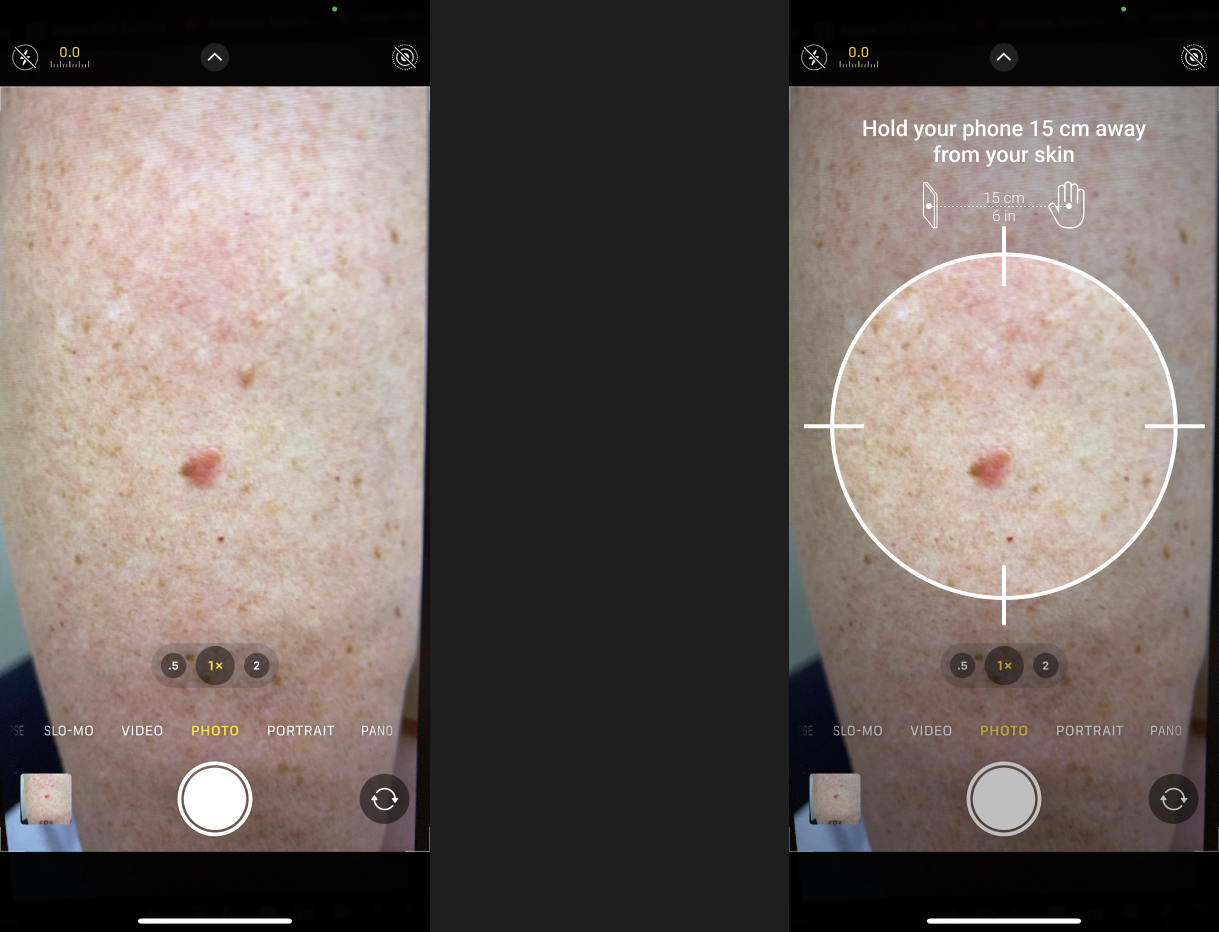 0.0
.5
1×
2
SLO-MO
VIDEO
PHOTO
PORTRAIT
PANO
0.0
Hold your phone 15 cm away
from your skin
15 cm
6 in
.5
1×
2
SLO-MO
VIDEO
PHOTO
PORTRAIT
PANO